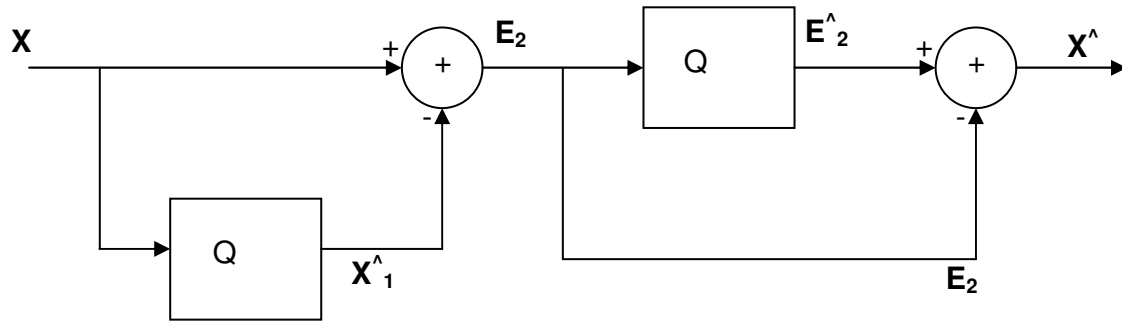 X
+
+
-
E₂
Q
X^₁
Q
E^₂
+
+
-
X^
E₂